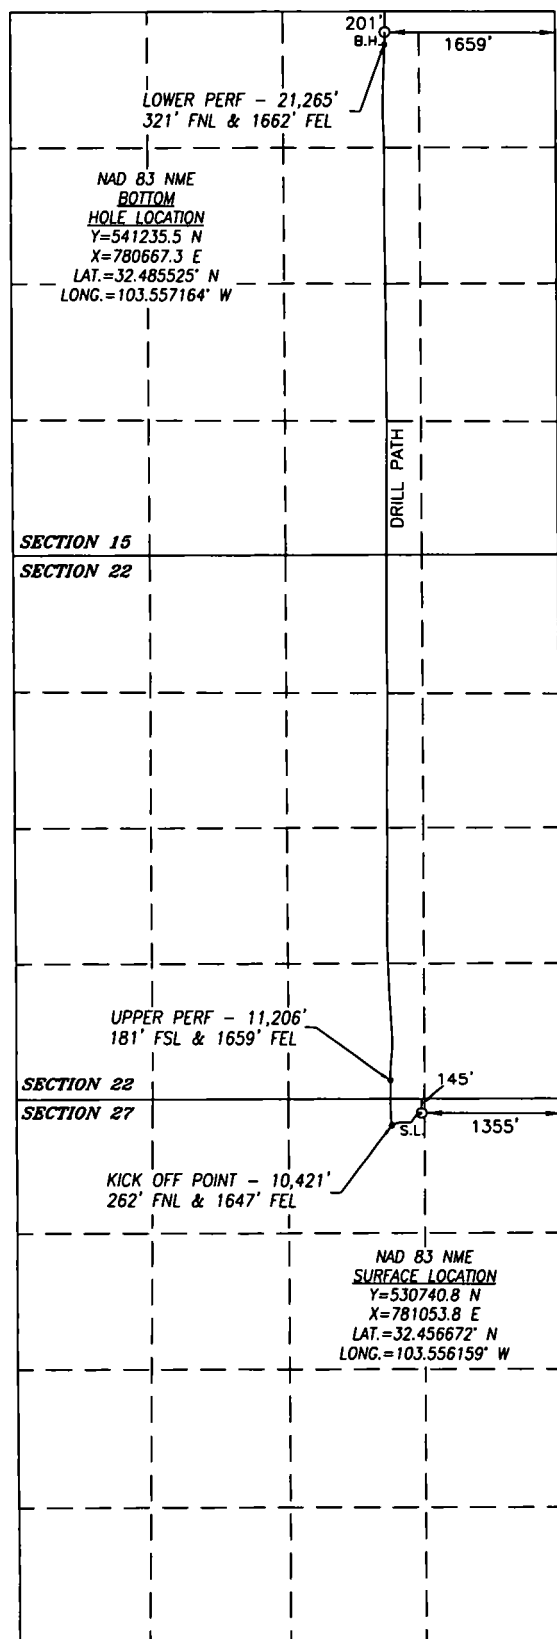 201'
B.H.
1659'
LOWER PERF - 21,265'
321' FNL & 1662' FEL
NAD 83 NME
BOTTOM
HOLE LOCATION
Y=541235.5 N
X=780667.3 E
LAT.=32.485525° N
LONG.=103.557164° W
DRILL PATH
SECTION 15
SECTION 22
UPPER PERF - 11,206'
181' FSL & 1659' FEL
SECTION 22
SECTION 27
145'
S.L.
1355'
KICK OFF POINT - 10,421'
262' FNL & 1647' FEL
NAD 83 NME
SURFACE LOCATION
Y=530740.8 N
X=781053.8 E
LAT.=32.456672° N
LONG.=103.556159° W